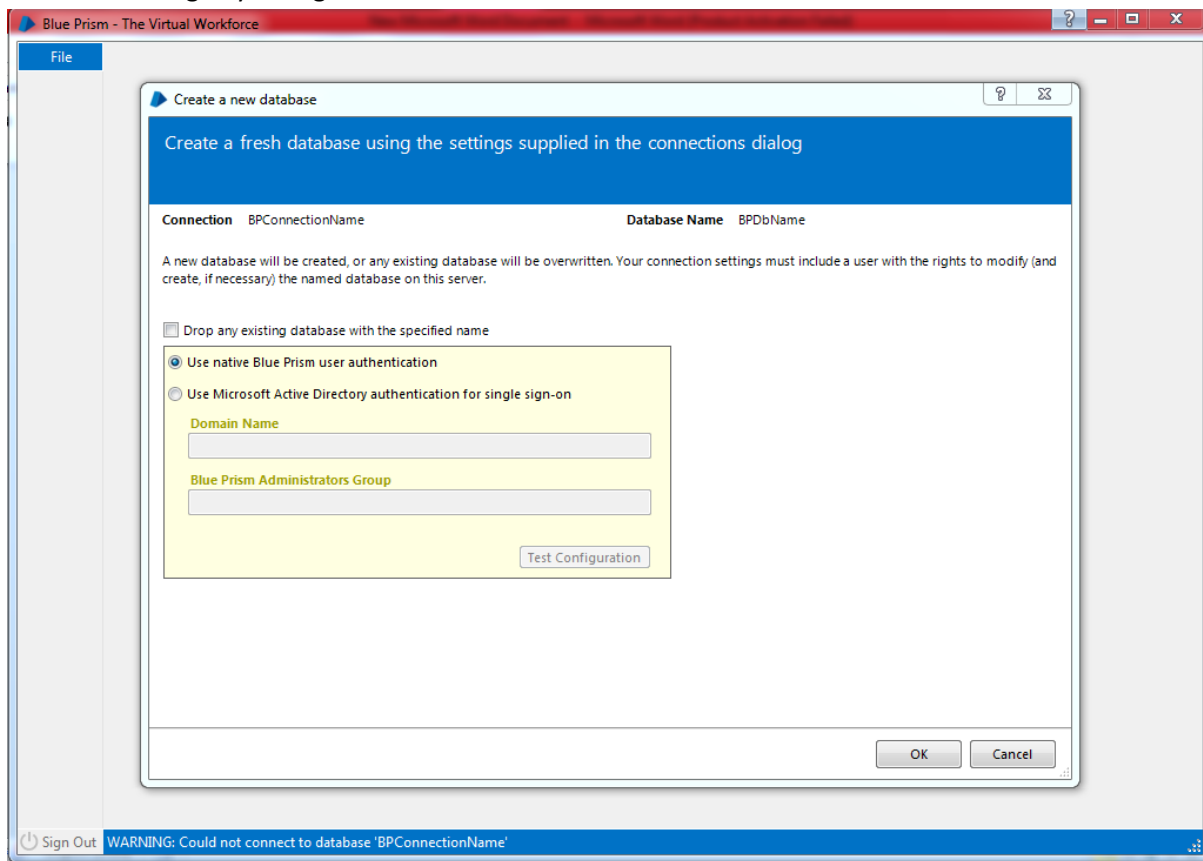 Blue Prism - The Virtual Workforce
File
Create a new database
Create a fresh database using the settings supplied in the connections dialog
Connection BPConnectionName Database Name BPDbName
A new database will be created, or any existing database will be overwritten. Your connection settings must include a user with the rights to modify (and
create, if necessary) the named database on this server.
Drop any existing database with the specified name
Use native Blue Prism user authentication
Use Microsoft Active Directory authentication for single sign-on
Domain Name
Blue Prism Administrators Group
Test Configuration
OK Cancel
Sign Out WARNING: Could not connect to database 'BPConnectionName'